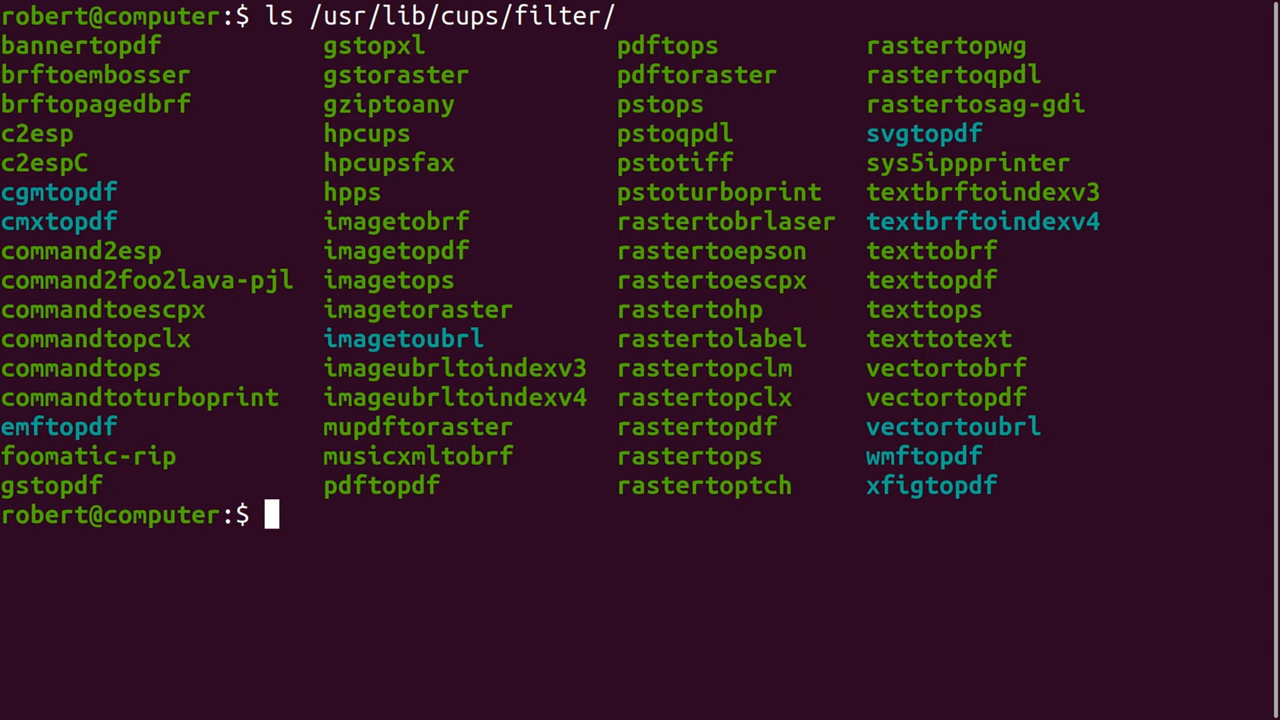 robert@computer:$ ls /usr/lib/cups/filter/
bannertopdf gstopxl pdftops rastertopwg
brftoembosser gstoraster pdftoraster rastertoqpdl
brftopagedbrf gziptoany pstops rastertosag-gdi
c2esp hpcups pstoqpdl svgtopdf
c2espC hpcupsfax pstotiff sys5ippprinter
cgmtopdf hpps pstoturboprint textbrftoindexv3
cmxtopdf imagetobrf rastertobrlaser textbrftoindexv4
command2esp imagetopdf rastertoepson texttobrf
command2foo2lava-pjl imagetops rastertoescpx texttopdf
commandtoescpx imagetoraster rastertohp texttops
commandtopclx imagetoubrl rastertolabel texttotext
commandtops imageubrltoindexv3 rastertopclm vectortobrf
commandtoturboprint imageubrltoindexv4 rastertopclx vectortopdf
emftopdf mupdftoraster rastertopdf vectortoubrl
foomatic-rip musicxmltobrf rastertops wmftopdf
gstopdf pdftopdf rastertoptch xfigtopdf
robert@computer:$